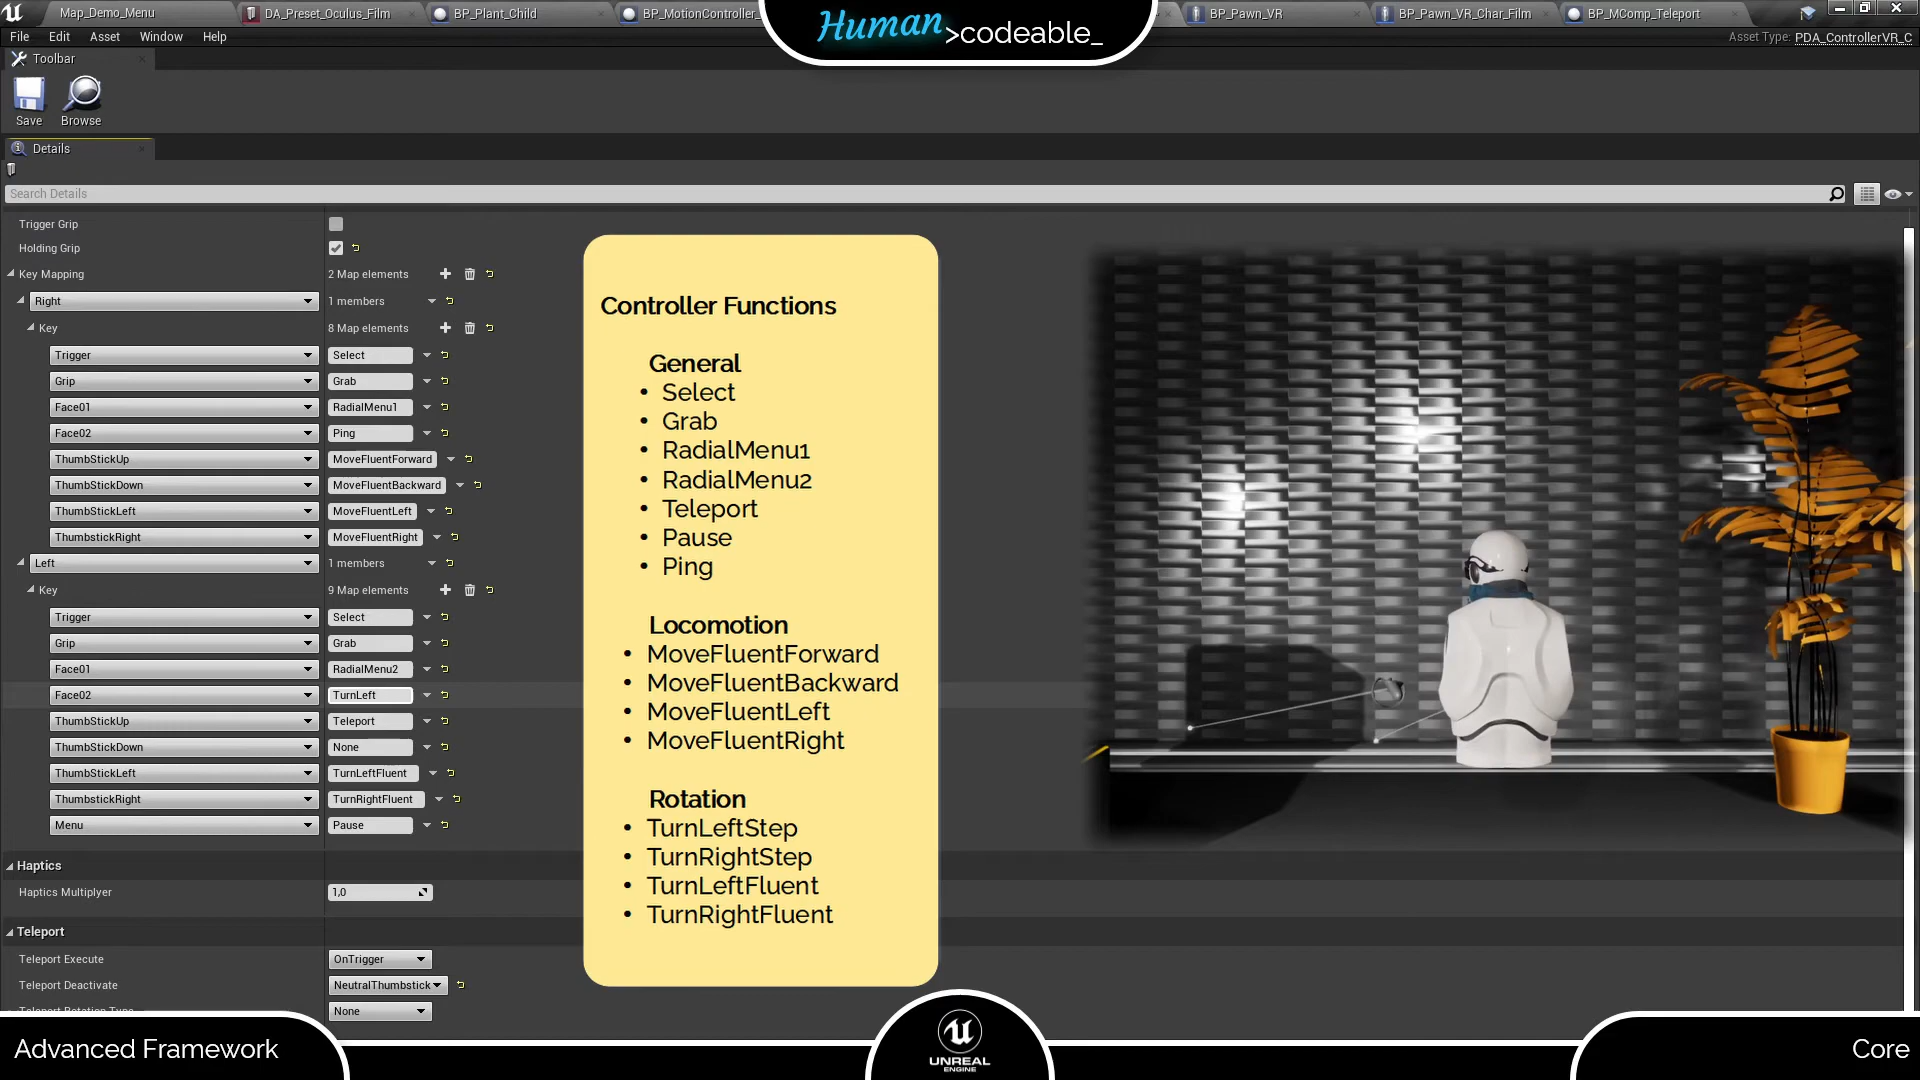 Map_Demo_Menu
DA_Preset_Oculus_Film
BP_Plant_Child
BP_MotionController_
BP_Pawn_VR
BP_Pawn_VR_Char_Film
BP_MComp_Teleport
Human >codeable_
File
Edit
Asset
Window
Help
Asset Type: PDA_ControllerVR_C
Toolbar
Save
Browse
Details
Search Details
Trigger Grip
Holding Grip
Key Mapping
2 Map elements
Right
1 members
Key
8 Map elements
Trigger
Select
Grip
Grab
Face01
RadialMenu1
Face02
Ping
ThumbStickUp
MoveFluentForward
ThumbStickDown
MoveFluentBackward
ThumbStickLeft
MoveFluentLeft
ThumbstickRight
MoveFluentRight
Left
1 members
Key
9 Map elements
Trigger
Select
Grip
Grab
Face01
RadialMenu2
Face02
TurnLeft
ThumbStickUp
Teleport
ThumbStickDown
None
ThumbStickLeft
TurnLeftFluent
ThumbstickRight
TurnRightFluent
Menu
Pause
Haptics
Haptics Multiplyer
1,0
Teleport
Teleport Execute
OnTrigger
Teleport Deactivate
NeutralThumbstick
Teleport Rotation Type
None
Controller Functions
General
• Select
• Grab
• RadialMenu1
• RadialMenu2
• Teleport
• Pause
• Ping
Locomotion
• MoveFluentForward
• MoveFluentBackward
• MoveFluentLeft
• MoveFluentRight
Rotation
• TurnLeftStep
• TurnRightStep
• TurnLeftFluent
• TurnRightFluent
Advanced Framework
UNREAL
ENGINE
Core